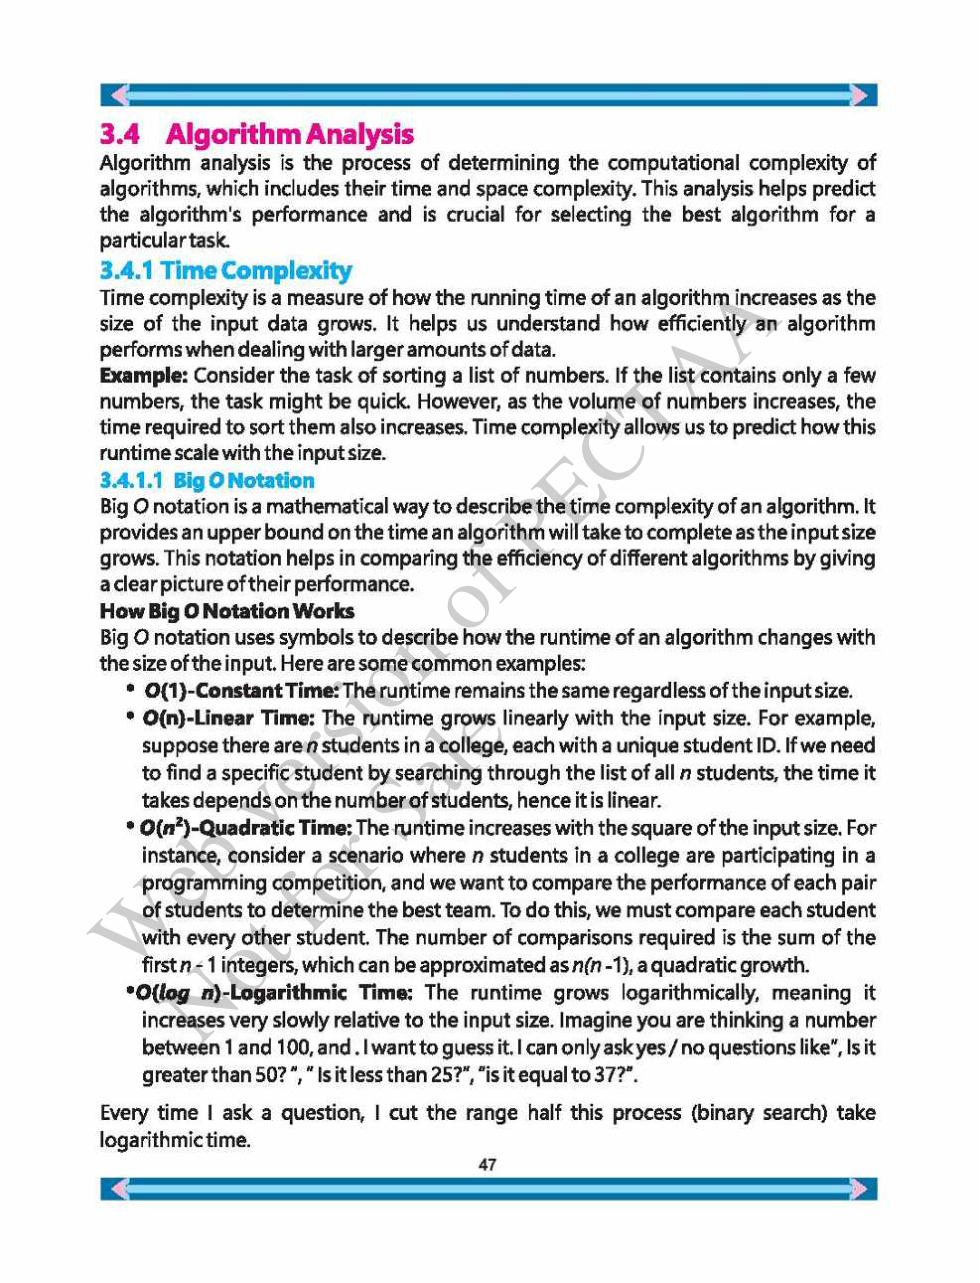 3.4 Algorithm Analysis
Algorithm analysis is the process of determining the computational complexity of
algorithms, which includes their time and space complexity. This analysis helps predict
the algorithm's performance and is crucial for selecting the best algorithm for a
particular task.
3.4.1 Time Complexity
Time complexity is a measure of how the running time of an algorithm increases as the
size of the input data grows. It helps us understand how efficiently an algorithm
performs when dealing with larger amounts of data.
Example: Consider the task of sorting a list of numbers. If the list contains only a few
numbers, the task might be quick. However, as the volume of numbers increases, the
time required to sort them also increases. Time complexity allows us to predict how this
runtime scale with the input size.
3.4.1.1 Big O Notation
Big O notation is a mathematical way to describe the time complexity of an algorithm. It
provides an upper bound on the time an algorithm will take to complete as the input size
grows. This notation helps in comparing the efficiency of different algorithms by giving
a clear picture of their performance.
How Big O Notation Works
Big O notation uses symbols to describe how the runtime of an algorithm changes with
the size of the input. Here are some common examples:
• O(1)-Constant Time: The runtime remains the same regardless of the input size.
• O(n)-Linear Time: The runtime grows linearly with the input size. For example,
suppose there are n students in a college, each with a unique student ID. If we need
to find a specific student by searching through the list of all n students, the time it
takes depends on the number of students, hence it is linear.
• O(n²)-Quadratic Time: The runtime increases with the square of the input size. For
instance, consider a scenario where n students in a college are participating in a
programming competition, and we want to compare the performance of each pair
of students to determine the best team. To do this, we must compare each student
with every other student. The number of comparisons required is the sum of the
first n - 1 integers, which can be approximated as n(n -1), a quadratic growth.
•O(log n)-Logarithmic Time: The runtime grows logarithmically, meaning it
increases very slowly relative to the input size. Imagine you are thinking a number
between 1 and 100, and . I want to guess it. I can only ask yes / no questions like", Is it
greater than 50? ", " Is it less than 25?", "is it equal to 37?".
Every time I ask a question, I cut the range half this process (binary search) take
logarithmic time.
47
Web version of PECTAA
Not for Sale